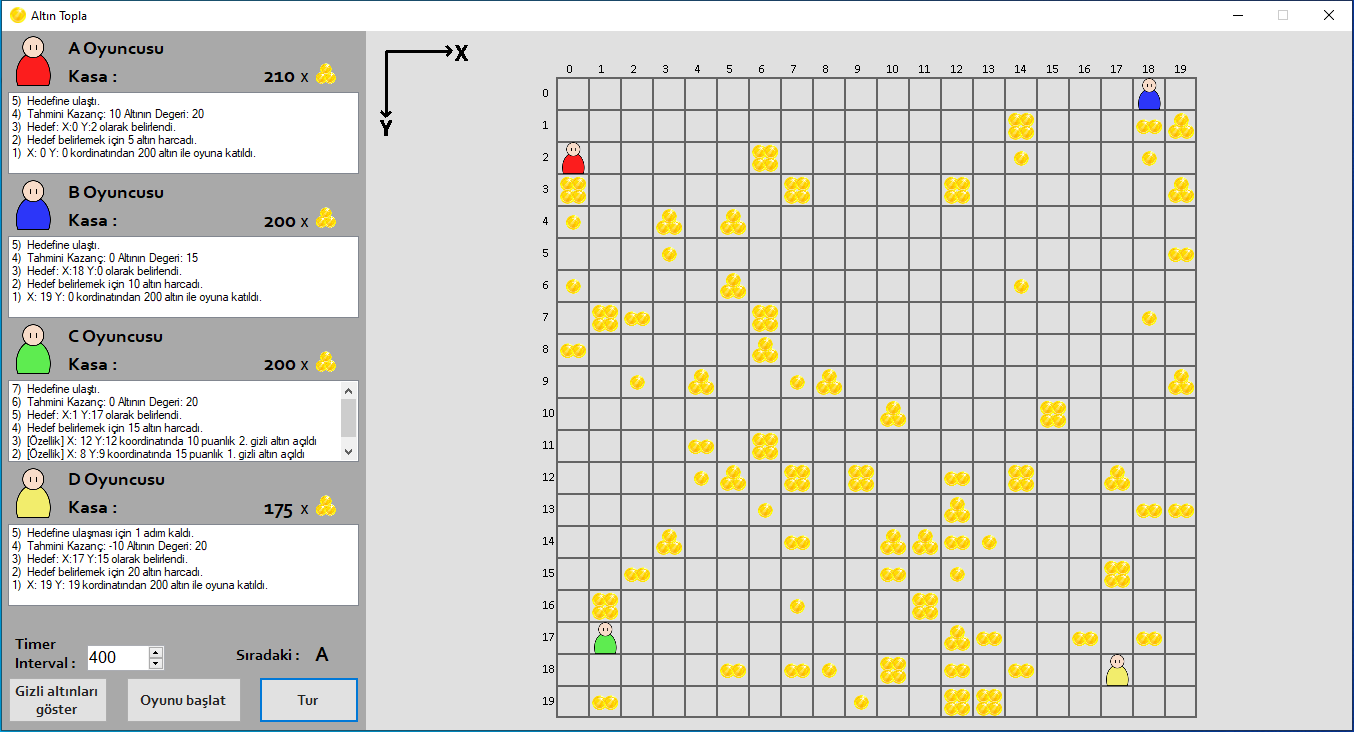 Altın Topla
A Oyuncusu
Kasa : 210 x
5) Hedefine ulaştı.
4) Tahmini Kazanç: 10 Altının Degeri: 20
3) Hedef: X:0 Y:2 olarak belirlendi.
2) Hedef belirlemek için 5 altın harcadı.
1) X: 0 Y: 0 kordinatından 200 altın ile oyuna katıldı.
B Oyuncusu
Kasa : 200 x
5) Hedefine ulaştı.
4) Tahmini Kazanç: 0 Altının Degeri: 15
3) Hedef: X:18 Y:0 olarak belirlendi.
2) Hedef belirlemek için 10 altın harcadı.
1) X: 19 Y: 0 kordinatından 200 altın ile oyuna katıldı.
C Oyuncusu
Kasa : 200 x
7) Hedefine ulaştı.
6) Tahmini Kazanç: 0 Altının Degeri: 20
5) Hedef: X:1 Y:17 olarak belirlendi.
4) Hedef belirlemek için 15 altın harcadı.
3) [Özellik] X: 12 Y:12 koordinatında 10 puanlık 2. gizli altın açıldı
2) [Özellik] X: 8 Y:9 koordinatında 15 puanlık 1. gizli altın açıldı
D Oyuncusu
Kasa : 175 x
5) Hedefine ulaşması için 1 adım kaldı.
4) Tahmini Kazanç: -10 Altının Degeri: 20
3) Hedef: X:17 Y:15 olarak belirlendi.
2) Hedef belirlemek için 20 altın harcadı.
1) X: 19 Y: 19 kordinatından 200 altın ile oyuna katıldı.
Timer
Interval : 400
Sıradaki : A
Gizli altınları
göster
Oyunu başlat
Tur
X
Y
0 1 2 3 4 5 6 7 8 9 10 11 12 13 14 15 16 17 18 19
0
1
2
3
4
5
6
7
8
9
10
11
12
13
14
15
16
17
18
19